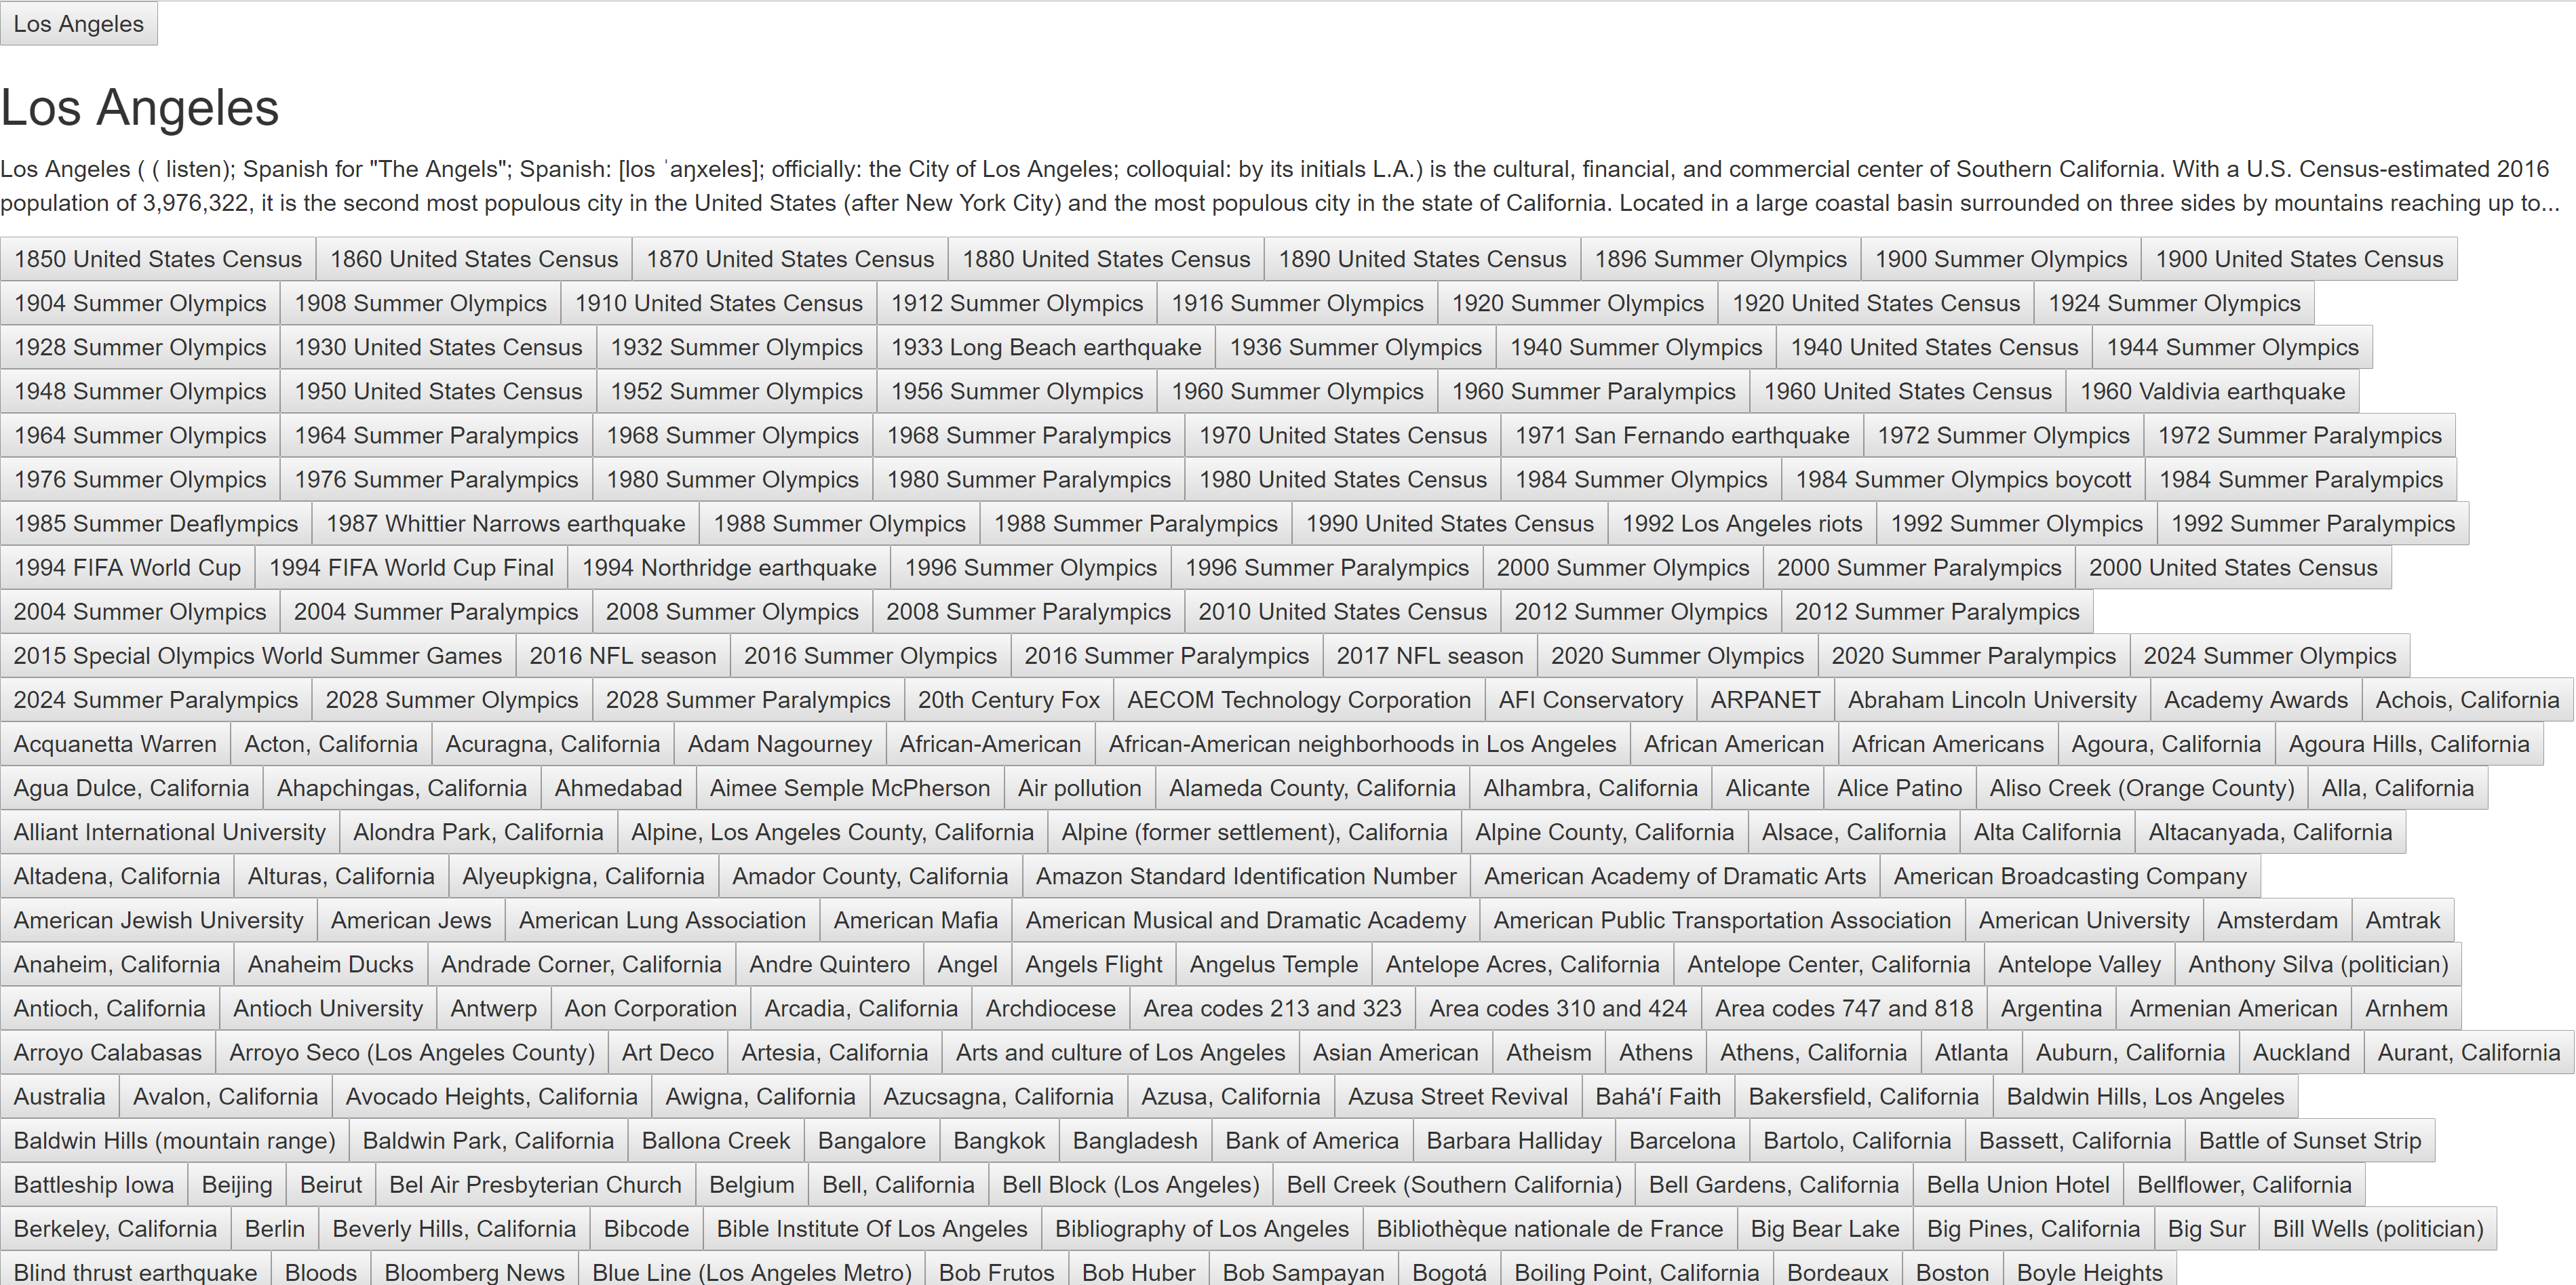 Los Angeles
Los Angeles
Los Angeles ( ( listen); Spanish for "The Angels"; Spanish: [los ˈaŋxeles]; officially: the City of Los Angeles; colloquial: by its initials L.A.) is the cultural, financial, and commercial center of Southern California. With a U.S. Census-estimated 2016
population of 3,976,322, it is the second most populous city in the United States (after New York City) and the most populous city in the state of California. Located in a large coastal basin surrounded on three sides by mountains reaching up to...
1850 United States Census 1860 United States Census 1870 United States Census 1880 United States Census 1890 United States Census 1896 Summer Olympics 1900 Summer Olympics 1900 United States Census
1904 Summer Olympics 1908 Summer Olympics 1910 United States Census 1912 Summer Olympics 1916 Summer Olympics 1920 Summer Olympics 1920 United States Census 1924 Summer Olympics
1928 Summer Olympics 1930 United States Census 1932 Summer Olympics 1933 Long Beach earthquake 1936 Summer Olympics 1940 Summer Olympics 1940 United States Census 1944 Summer Olympics
1948 Summer Olympics 1950 United States Census 1952 Summer Olympics 1956 Summer Olympics 1960 Summer Olympics 1960 Summer Paralympics 1960 United States Census 1960 Valdivia earthquake
1964 Summer Olympics 1964 Summer Paralympics 1968 Summer Olympics 1968 Summer Paralympics 1970 United States Census 1971 San Fernando earthquake 1972 Summer Olympics 1972 Summer Paralympics
1976 Summer Olympics 1976 Summer Paralympics 1980 Summer Olympics 1980 Summer Paralympics 1980 United States Census 1984 Summer Olympics 1984 Summer Olympics boycott 1984 Summer Paralympics
1985 Summer Deaflympics 1987 Whittier Narrows earthquake 1988 Summer Olympics 1988 Summer Paralympics 1990 United States Census 1992 Los Angeles riots 1992 Summer Olympics 1992 Summer Paralympics
1994 FIFA World Cup 1994 FIFA World Cup Final 1994 Northridge earthquake 1996 Summer Olympics 1996 Summer Paralympics 2000 Summer Olympics 2000 Summer Paralympics 2000 United States Census
2004 Summer Olympics 2004 Summer Paralympics 2008 Summer Olympics 2008 Summer Paralympics 2010 United States Census 2012 Summer Olympics 2012 Summer Paralympics
2015 Special Olympics World Summer Games 2016 NFL season 2016 Summer Olympics 2016 Summer Paralympics 2017 NFL season 2020 Summer Olympics 2020 Summer Paralympics 2024 Summer Olympics
2024 Summer Paralympics 2028 Summer Olympics 2028 Summer Paralympics 20th Century Fox AECOM Technology Corporation AFI Conservatory ARPANET Abraham Lincoln University Academy Awards Achois, California
Acquanetta Warren Acton, California Acuragna, California Adam Nagourney African-American African-American neighborhoods in Los Angeles African American African Americans Agoura, California Agoura Hills, California
Agua Dulce, California Ahapchingas, California Ahmedabad Aimee Semple McPherson Air pollution Alameda County, California Alhambra, California Alicante Alice Patino Aliso Creek (Orange County) Alla, California
Alliant International University Alondra Park, California Alpine, Los Angeles County, California Alpine (former settlement), California Alpine County, California Alsace, California Alta California Altacanyada, California
Altadena, California Alturas, California Alyeupkigna, California Amador County, California Amazon Standard Identification Number American Academy of Dramatic Arts American Broadcasting Company
American Jewish University American Jews American Lung Association American Mafia American Musical and Dramatic Academy American Public Transportation Association American University Amsterdam Amtrak
Anaheim, California Anaheim Ducks Andrade Corner, California Andre Quintero Angel Angels Flight Angelus Temple Antelope Acres, California Antelope Center, California Antelope Valley Anthony Silva (politician)
Antioch, California Antioch University Antwerp Aon Corporation Arcadia, California Archdiocese Area codes 213 and 323 Area codes 310 and 424 Area codes 747 and 818 Argentina Armenian American Arnhem
Arroyo Calabasas Arroyo Seco (Los Angeles County) Art Deco Artesia, California Arts and culture of Los Angeles Asian American Atheism Athens Athens, California Atlanta Auburn, California Auckland Aurant, California
Australia Avalon, California Avocado Heights, California Awigna, California Azucsagna, California Azusa, California Azusa Street Revival Bahá'í Faith Bakersfield, California Baldwin Hills, Los Angeles
Baldwin Hills (mountain range) Baldwin Park, California Ballona Creek Bangalore Bangkok Bangladesh Bank of America Barbara Halliday Barcelona Bartolo, California Bassett, California Battle of Sunset Strip
Battleship Iowa Beijing Beirut Bel Air Presbyterian Church Belgium Bell, California Bell Block (Los Angeles) Bell Creek (Southern California) Bell Gardens, California Bella Union Hotel Bellflower, California
Berkeley, California Berlin Beverly Hills, California Bibcode Bible Institute Of Los Angeles Bibliography of Los Angeles Bibliothèque nationale de France Big Bear Lake Big Pines, California Big Sur Bill Wells (politician)
Blind thrust earthquake Bloods Bloomberg News Blue Line (Los Angeles Metro) Bob Frutos Bob Huber Bob Sampayan Bogotá Boiling Point, California Bordeaux Boston Boyle Heights